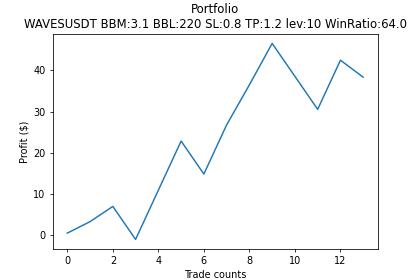 Portfolio
WAVESUSDT BBM:3.1 BBL:220 SL:0.8 TP:1.2 lev:10 WinRatio:64.0
40
30
20
10
0
Profit ($)
0 2 4 6 8 10 12
Trade counts